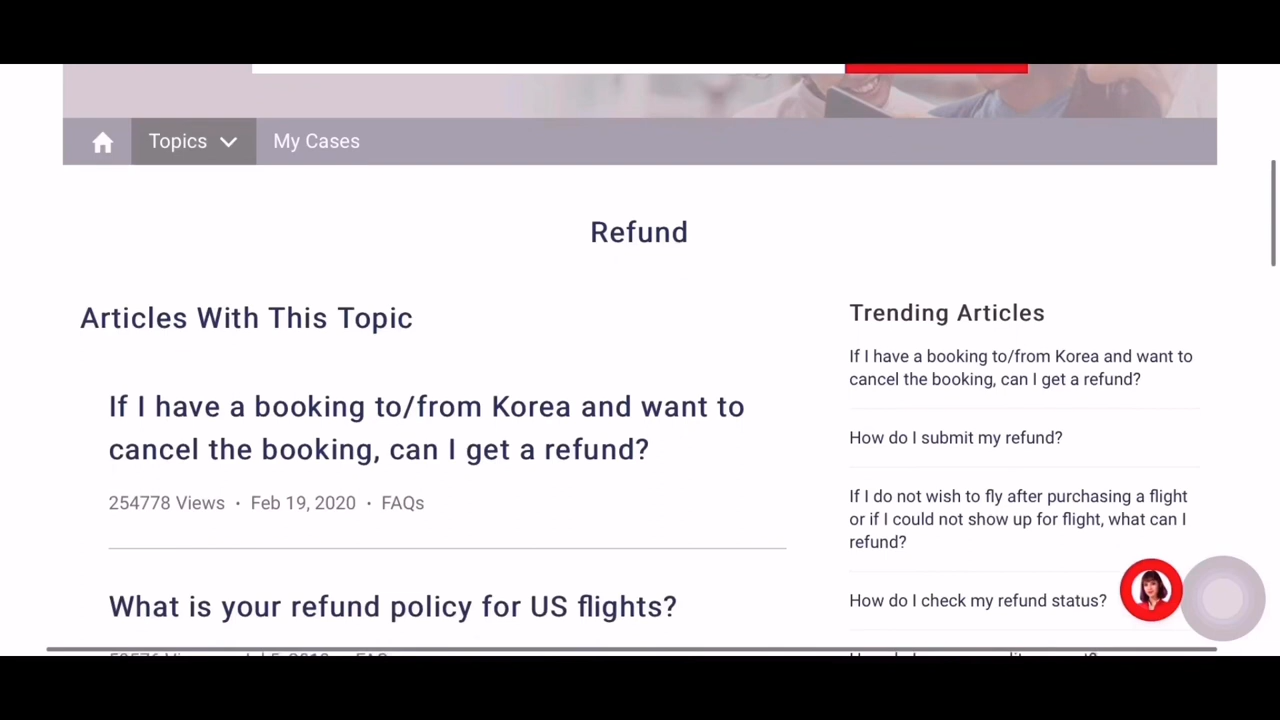 Topics
My Cases
Refund
Articles With This Topic
If I have a booking to/from Korea and want to
cancel the booking, can I get a refund?
254778 Views • Feb 19, 2020 • FAQs
What is your refund policy for US flights?
Trending Articles
If I have a booking to/from Korea and want to
cancel the booking, can I get a refund?
How do I submit my refund?
If I do not wish to fly after purchasing a flight
or if I could not show up for flight, what can I
refund?
How do I check my refund status?